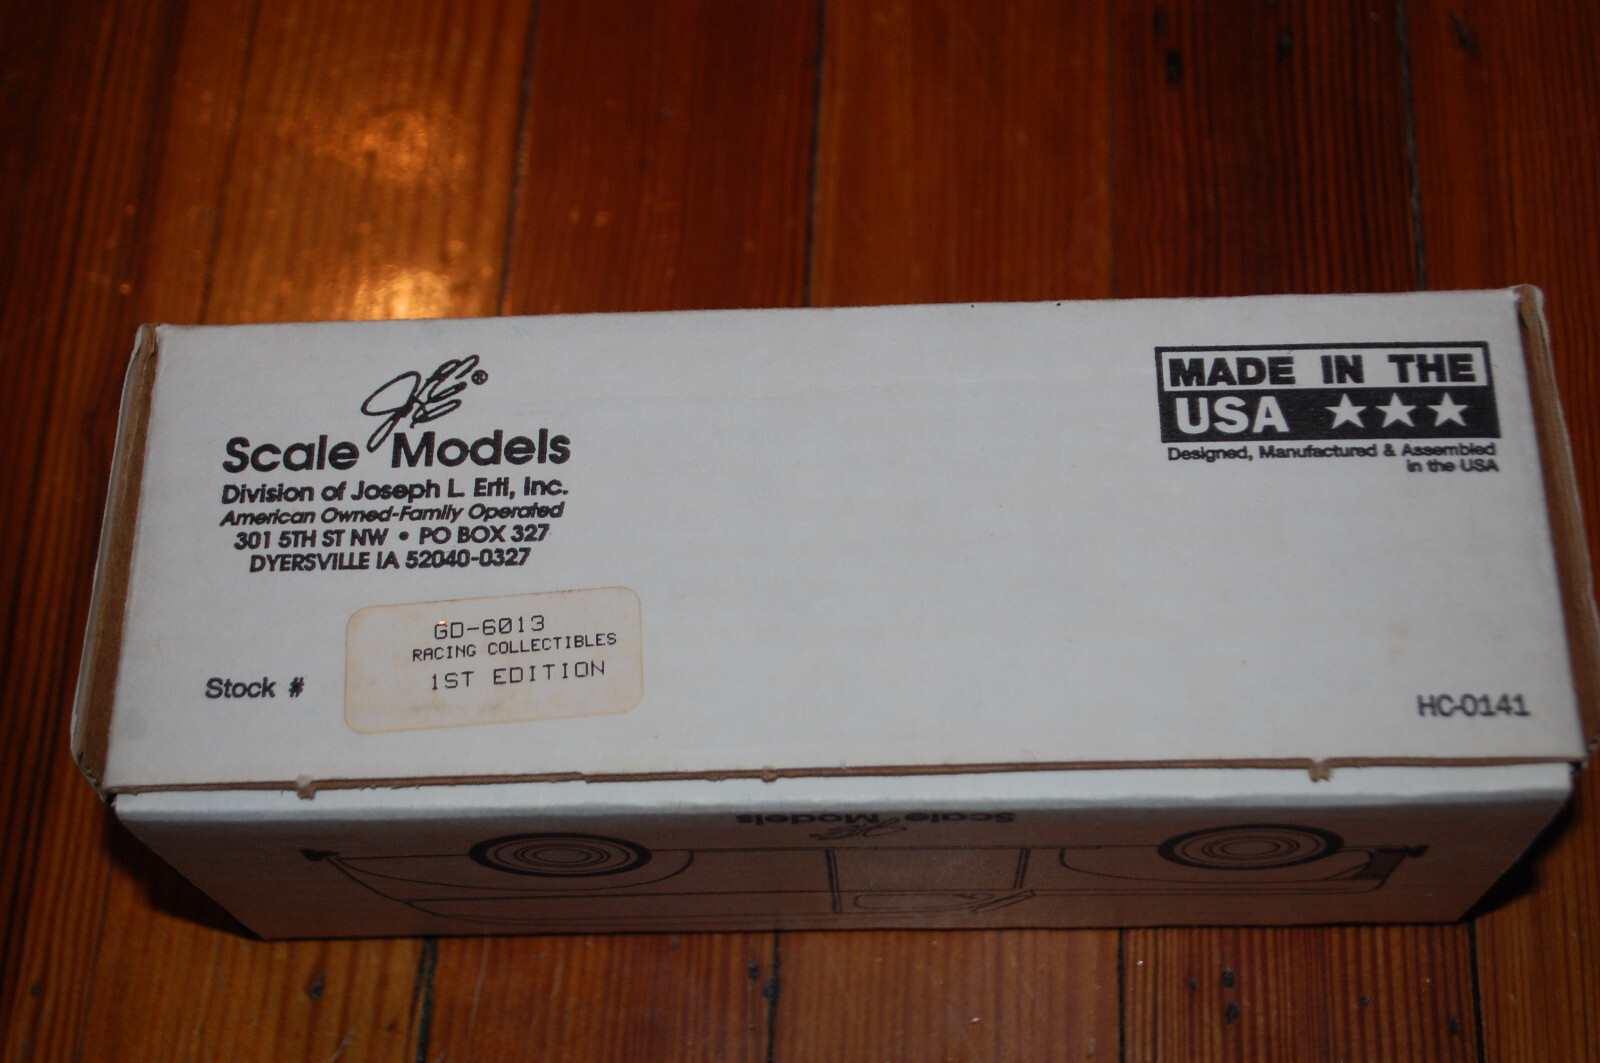 JLE®
Scale Models
Division of Joseph L. Ertl, Inc.
American Owned-Family Operated
301 5TH ST NW • PO BOX 327
DYERSVILLE IA 52040-0327
MADE IN THE
USA ★★★
Designed, Manufactured & Assembled
in the USA
GD-6013
RACING COLLECTIBLES
1ST EDITION
Stock #
HC-0141
Scale Models